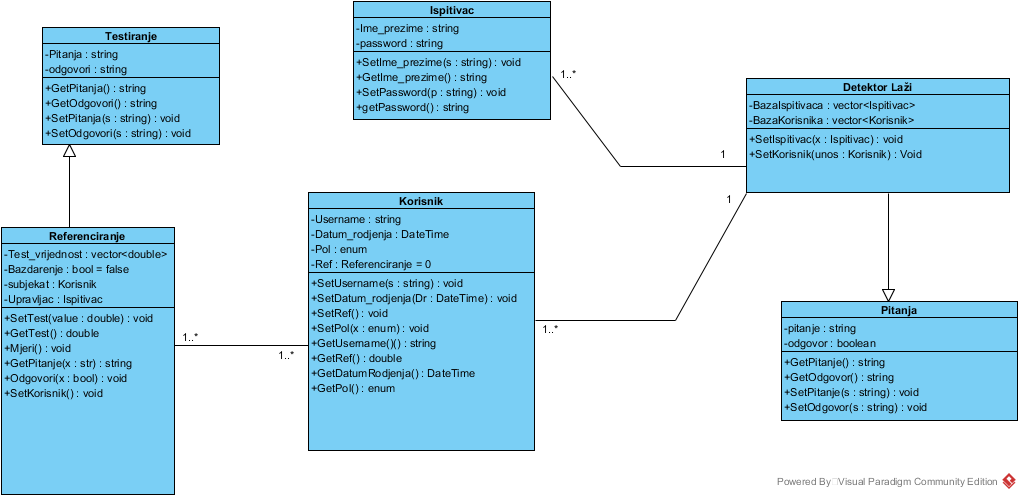 Testiranje
-Pitanja : string
-odgovori : string
+GetPitanja() : string
+GetOdgovori() : string
+SetPitanja(s : string) : void
+SetOdgovori(s : string) : void
Ispitivac
-Ime_prezime : string
-password : string
+SetIme_prezime(s : string) : void
+GetIme_prezime() : string
+SetPassword(p : string) : void
+getPassword() : string
1..*
1
Detektor Laži
-BazaIspitivaca : vector<Ispitivac>
-BazaKorisnika : vector<Korisnik>
+SetIspitivac(x : Ispitivac) : void
+SetKorisnik(unos : Korisnik) : Void
1
1..*
Referenciranje
-Test_vrijednost : vector<double>
-Bazdarenje : bool = false
-subjekat : Korisnik
-Upravljac : Ispitivac
+SetTest(value : double) : void
+GetTest() : double
+Mjeri() : void
+GetPitanje(x : str) : string
+Odgovori(x : bool) : void
+SetKorisnik() : void
1..*
1..*
Korisnik
-Username : string
-Datum_rodjenja : DateTime
-Pol : enum
-Ref : Referenciranje = 0
+SetUsername(s : string) : void
+SetDatum_rodjenja(Dr : DateTime) : void
+SetRef() : void
+SetPol(x : enum) : void
+GetUsername()() : string
+GetRef() : double
+GetDatumRodjenja() : DateTime
+GetPol() : enum
Pitanja
-pitanje : string
-odgovor : boolean
+GetPitanje() : string
+GetOdgovor() : string
+SetPitanje(s : string) : void
+SetOdgovor(s : string) : void
Powered By Visual Paradigm Community Edition